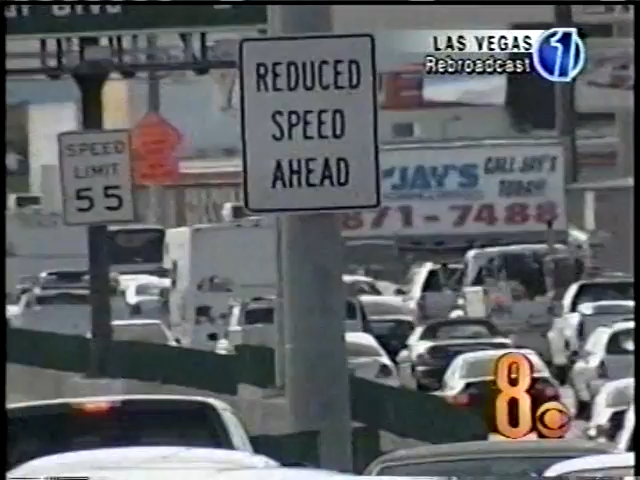 LAS VEGAS
Rebroadcast
1
REDUCED
SPEED
AHEAD
SPEED
LIMIT
55
JAY'S
CALL JAY'S
TODAY
871-7488
8